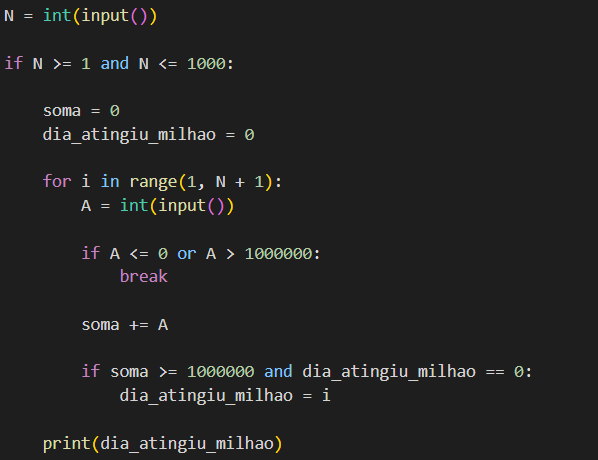 N = int(input())
if N >= 1 and N <= 1000:
    soma = 0
    dia_atingiu_milhao = 0
    for i in range(1, N + 1):
        A = int(input())
        if A <= 0 or A > 1000000:
            break
        soma += A
        if soma >= 1000000 and dia_atingiu_milhao == 0:
            dia_atingiu_milhao = i
    print(dia_atingiu_milhao)